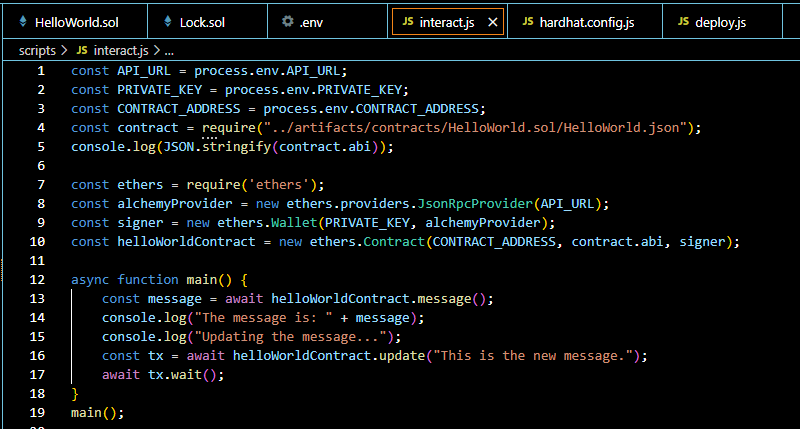 HelloWorld.sol Lock.sol .env JS interact.js JS hardhat.config.js JS deploy.js
scripts > JS interact.js > ...
1 const API_URL = process.env.API_URL;
2 const PRIVATE_KEY = process.env.PRIVATE_KEY;
3 const CONTRACT_ADDRESS = process.env.CONTRACT_ADDRESS;
4 const contract = require("../artifacts/contracts/HelloWorld.sol/HelloWorld.json");
5 console.log(JSON.stringify(contract.abi));
6
7 const ethers = require('ethers');
8 const alchemyProvider = new ethers.providers.JsonRpcProvider(API_URL);
9 const signer = new ethers.Wallet(PRIVATE_KEY, alchemyProvider);
10 const helloWorldContract = new ethers.Contract(CONTRACT_ADDRESS, contract.abi, signer);
11
12 async function main() {
13     const message = await helloWorldContract.message();
14     console.log("The message is: " + message);
15     console.log("Updating the message...");
16     const tx = await helloWorldContract.update("This is the new message.");
17     await tx.wait();
18 }
19 main();